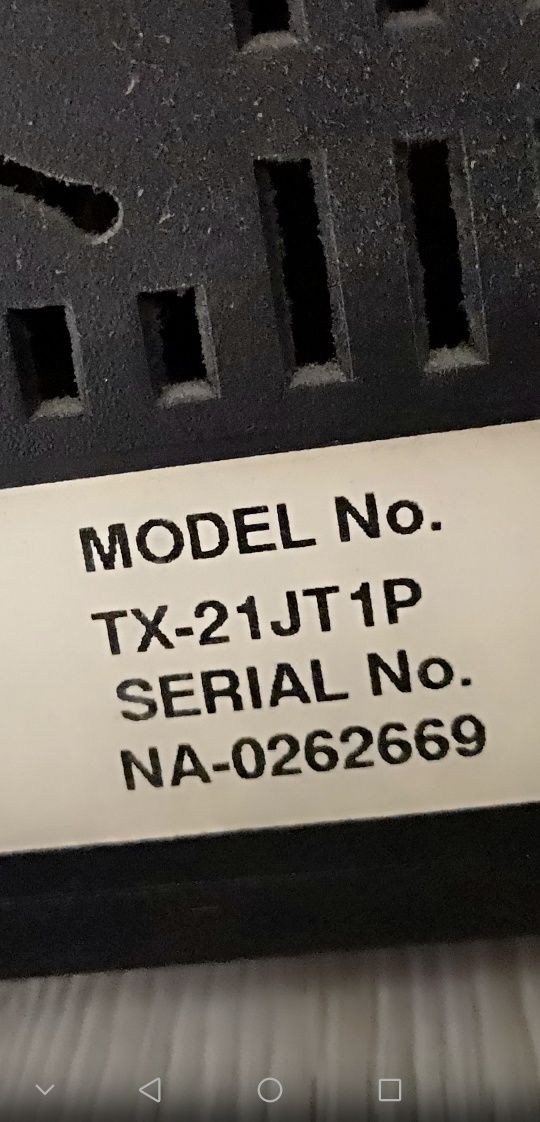 MODEL No.
TX-21JT1P
SERIAL No.
NA-0262669